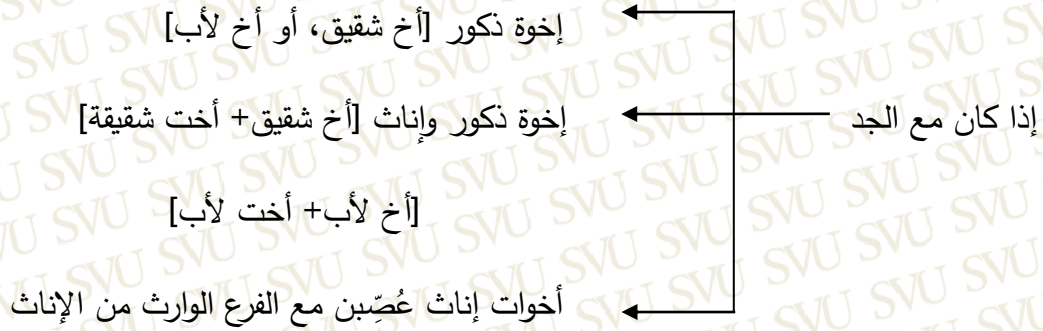 إخوة ذكور [أخ شقيق، أو أخ لأب]
إذا كان مع الجد
إخوة ذكور وإناث [أخ شقيق+ أخت شقيقة]
[أخ لأب+ أخت لأب]
أخوات إناث عُصِّبن مع الفرع الوارث من الإناث